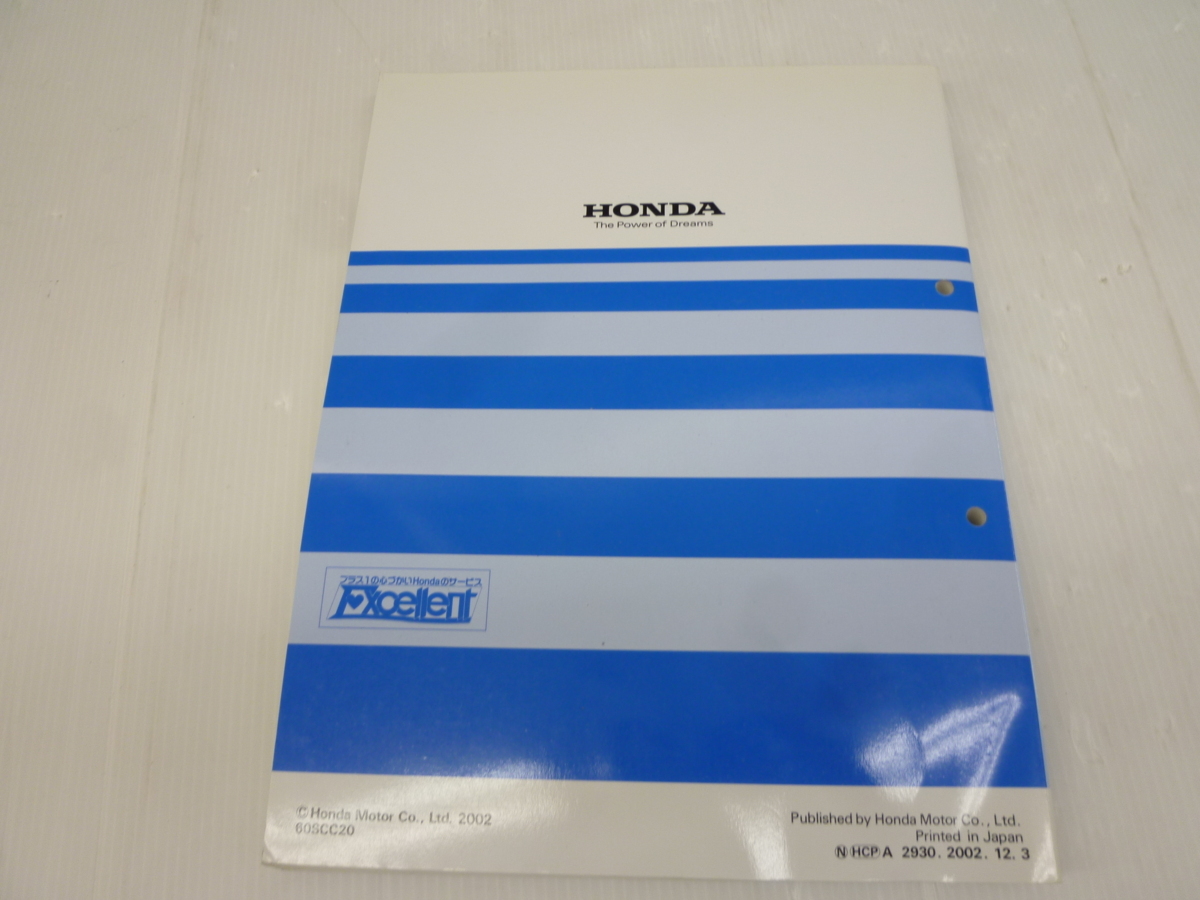 HONDA
The Power of Dreams
プラス1の心づかいHondaのサービス
Excellent
© Honda Motor Co., Ltd. 2002
60SCC20
Published by Honda Motor Co., Ltd.
Printed in Japan
Ⓝ HCP A 2930. 2002. 12. 3